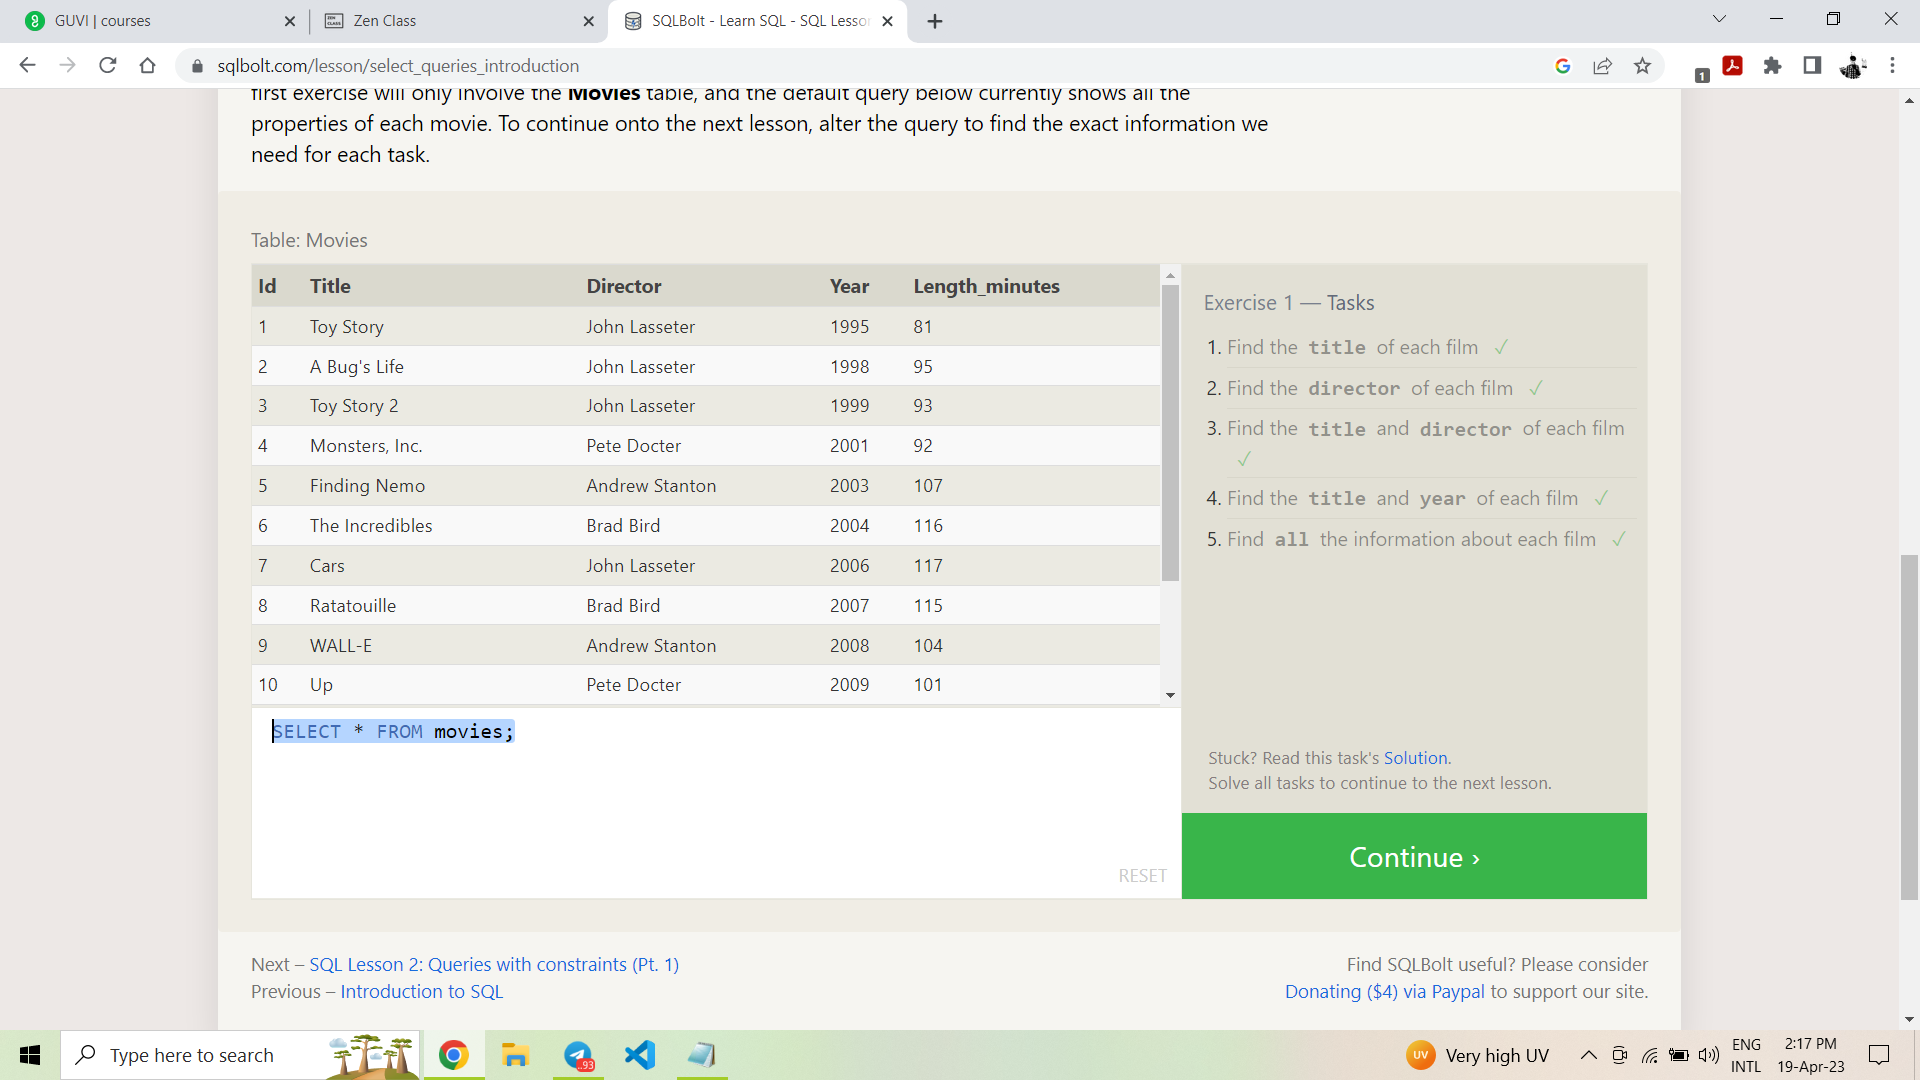 GUVI | courses
Zen Class
SQLBolt - Learn SQL - SQL Lesson
sqlbolt.com/lesson/select_queries_introduction
1
first exercise will only involve the Movies table, and the default query below currently shows all the
properties of each movie. To continue onto the next lesson, alter the query to find the exact information we
need for each task.
Table: Movies
Id Title Director Year Length_minutes
1 Toy Story John Lasseter 1995 81
2 A Bug's Life John Lasseter 1998 95
3 Toy Story 2 John Lasseter 1999 93
4 Monsters, Inc. Pete Docter 2001 92
5 Finding Nemo Andrew Stanton 2003 107
6 The Incredibles Brad Bird 2004 116
7 Cars John Lasseter 2006 117
8 Ratatouille Brad Bird 2007 115
9 WALL-E Andrew Stanton 2008 104
10 Up Pete Docter 2009 101
SELECT * FROM movies;
RESET
Exercise 1 — Tasks
1. Find the title of each film ✓
2. Find the director of each film ✓
3. Find the title and director of each film
✓
4. Find the title and year of each film ✓
5. Find all the information about each film ✓
Stuck? Read this task's Solution.
Solve all tasks to continue to the next lesson.
Continue ›
Next – SQL Lesson 2: Queries with constraints (Pt. 1)
Previous – Introduction to SQL
Find SQLBolt useful? Please consider
Donating ($4) via Paypal to support our site.
Type here to search
..93
UV
Very high UV
ENG
INTL
2:17 PM
19-Apr-23